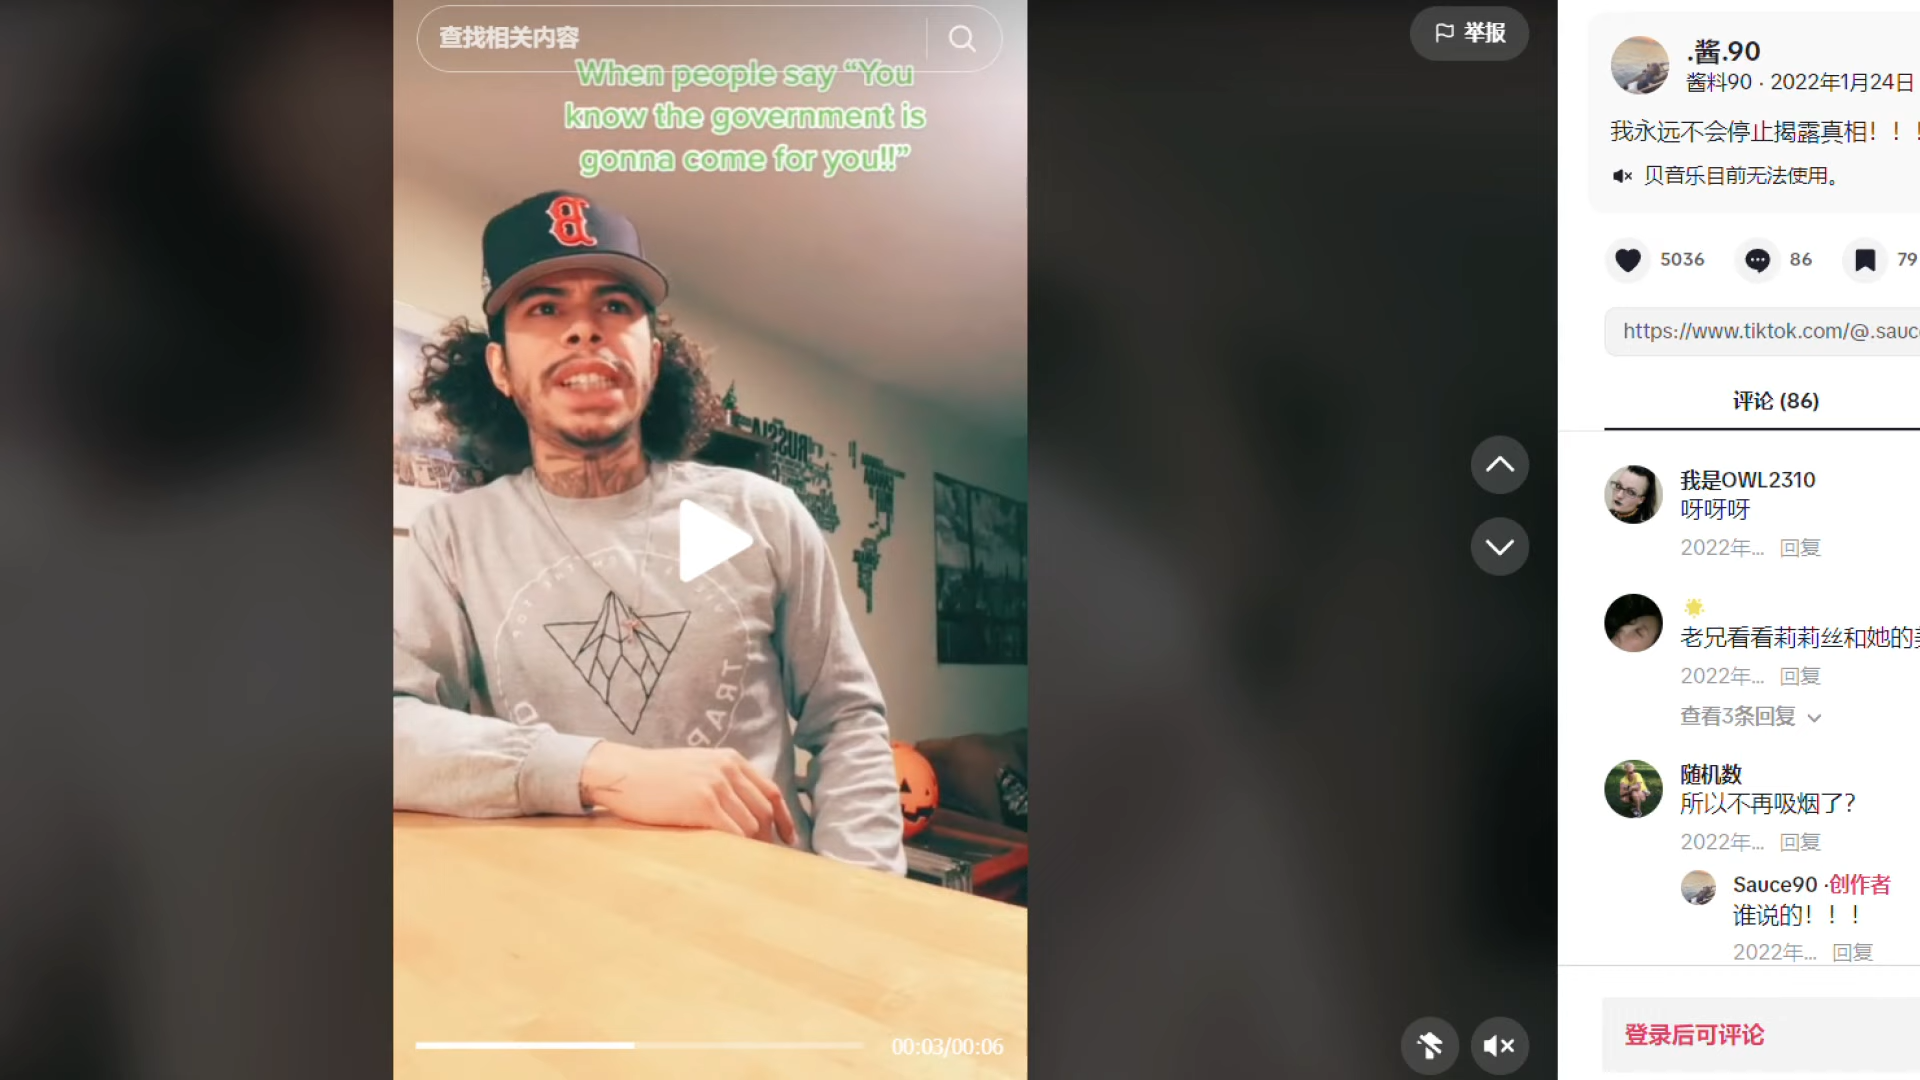 查找相关内容
When people say “You
know the government is
gonna come for you!!”
B
RUSSIA
TRAP
00:03/00:06
举报
.酱.90
酱料90 · 2022年1月24日
我永远不会停止揭露真相！！！
贝音乐目前无法使用。
5036
86
79
https://www.tiktok.com/@.sauc
评论 (86)
我是OWL2310
呀呀呀
2022年... 回复
老兄看看莉莉丝和她的
2022年... 回复
查看3条回复
随机数
所以不再吸烟了？
2022年... 回复
Sauce90 ·创作者
谁说的！！！
2022年... 回复
登录后可评论